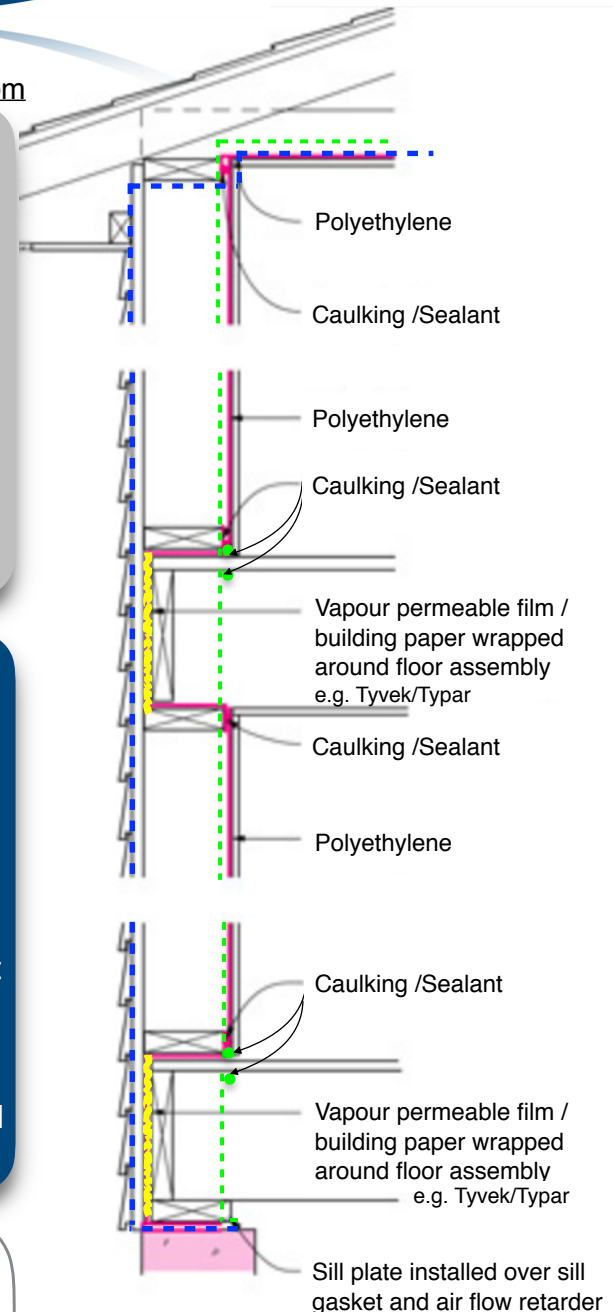 om
Polyethylene
Caulking /Sealant
Polyethylene
Caulking /Sealant
Vapour permeable film /
building paper wrapped
around floor assembly
e.g. Tyvek/Typar
Caulking /Sealant
Polyethylene
Caulking /Sealant
Vapour permeable film /
building paper wrapped
around floor assembly
e.g. Tyvek/Typar
Sill plate installed over sill
gasket and air flow retarder